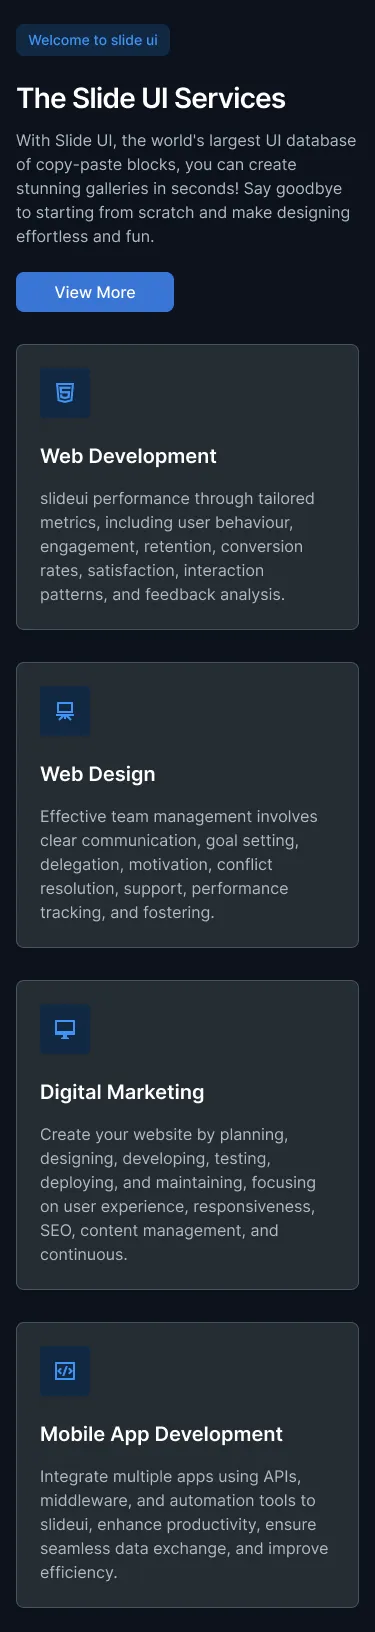 Welcome to slide ui
The Slide UI Services
With Slide UI, the world's largest UI database
of copy-paste blocks, you can create
stunning galleries in seconds! Say goodbye
to starting from scratch and make designing
effortless and fun.
View More
Web Development
slideui performance through tailored
metrics, including user behaviour,
engagement, retention, conversion
rates, satisfaction, interaction
patterns, and feedback analysis.
Web Design
Effective team management involves
clear communication, goal setting,
delegation, motivation, conflict
resolution, support, performance
tracking, and fostering.
Digital Marketing
Create your website by planning,
designing, developing, testing,
deploying, and maintaining, focusing
on user experience, responsiveness,
SEO, content management, and
continuous.
Mobile App Development
Integrate multiple apps using APIs,
middleware, and automation tools to
slideui, enhance productivity, ensure
seamless data exchange, and improve
efficiency.